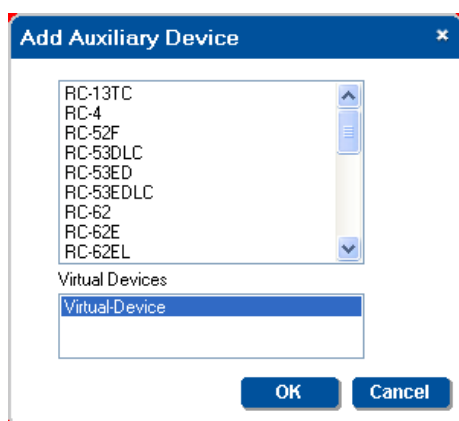 Add Auxiliary Device
RC-13TC
RC-4
RC-52F
RC-53DLC
RC-53ED
RC-53EDLC
RC-62
RC-62E
RC-62EL
Virtual Devices
Virtual-Device
OK Cancel